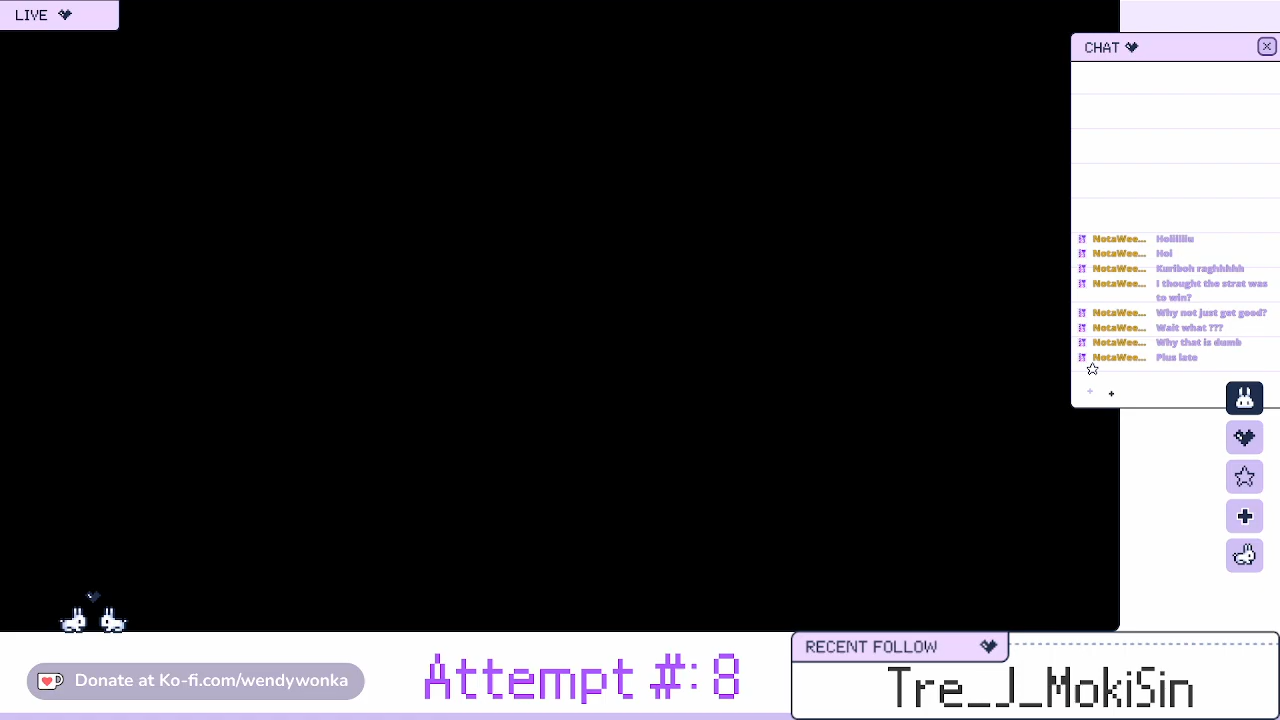 LIVE
CHAT
NotaWee... Hoiiiiiiu
NotaWee... Hoi
NotaWee... Kuriboh raghhhhh
NotaWee... I thought the strat was
to win?
NotaWee... Why not just get good?
NotaWee... Wait what ???
NotaWee... Why that is dumb
NotaWee... Plus lato
Donate at Ko-fi.com/wendywonka
Attempt #: 8
RECENT FOLLOW
Tre_J_MokiSin